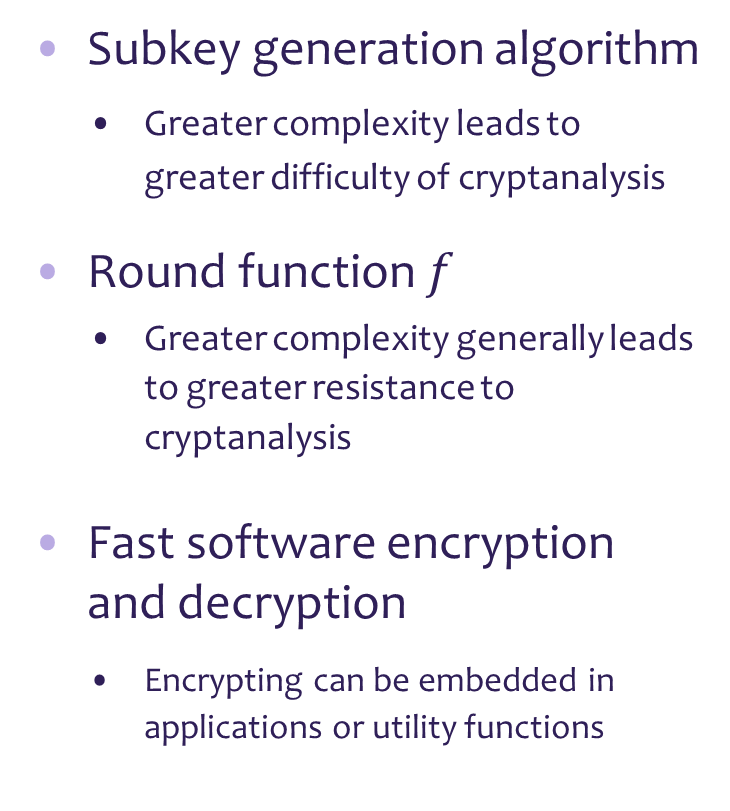 • Subkey generation algorithm
• Greater complexity leads to
greater difficulty of cryptanalysis
• Round function f
• Greater complexity generally leads
to greater resistance to
cryptanalysis
• Fast software encryption
and decryption
• Encrypting can be embedded in
applications or utility functions